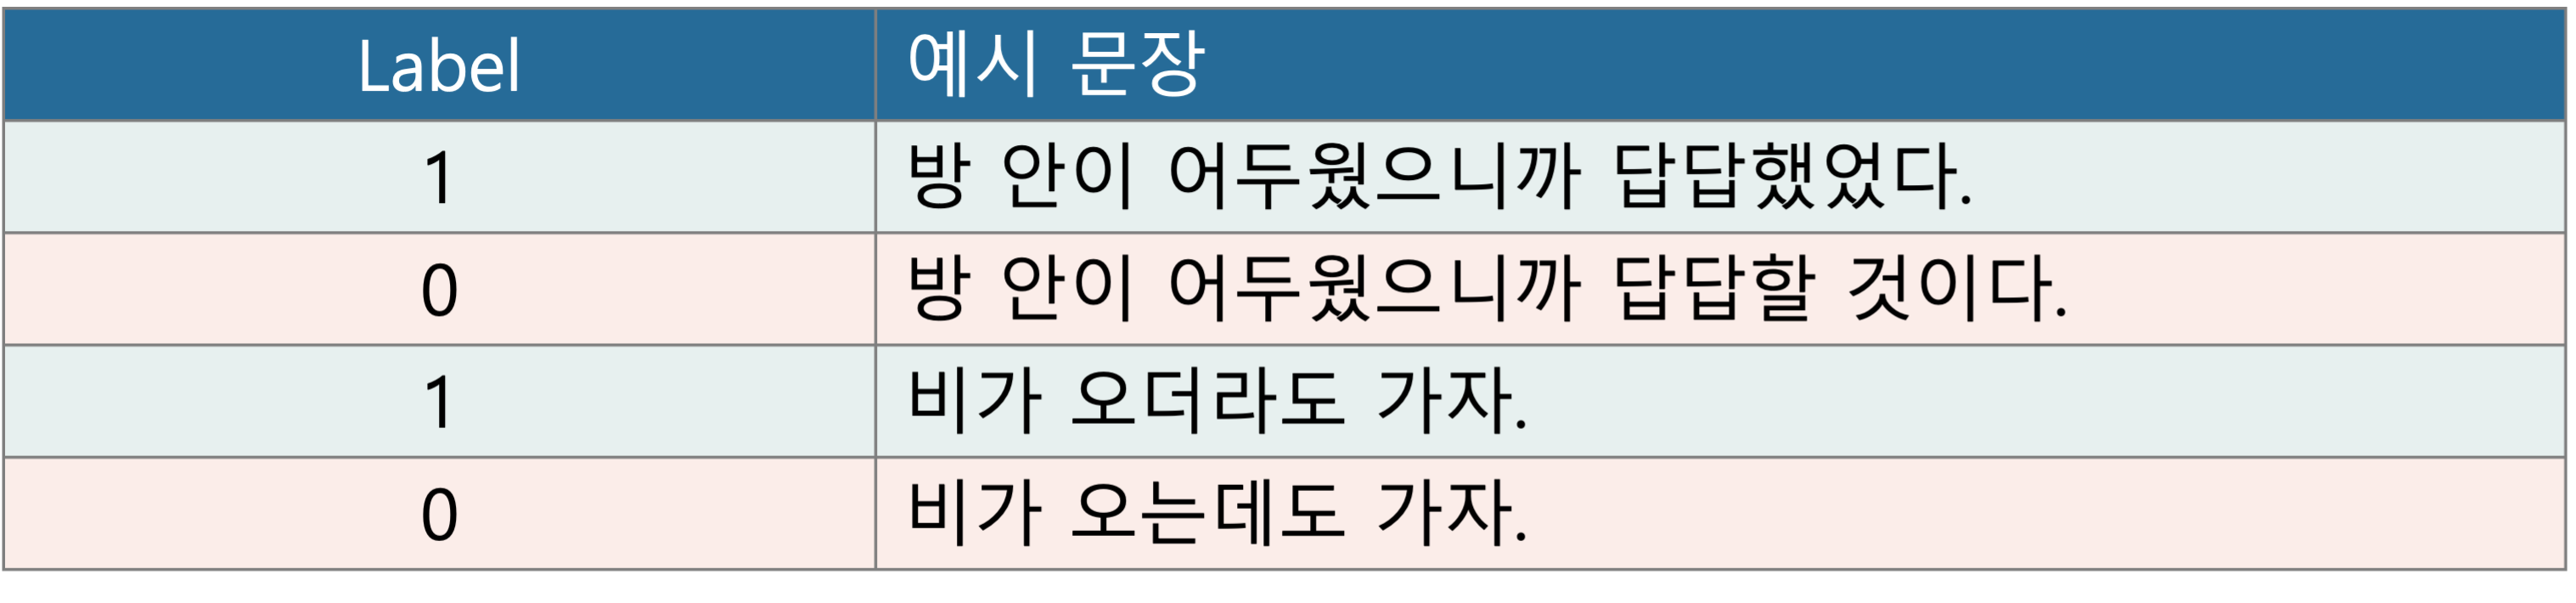 Label 예시 문장
1 방 안이 어두웠으니까 답답했었다.
0 방 안이 어두웠으니까 답답할 것이다.
1 비가 오더라도 가자.
0 비가 오는데도 가자.